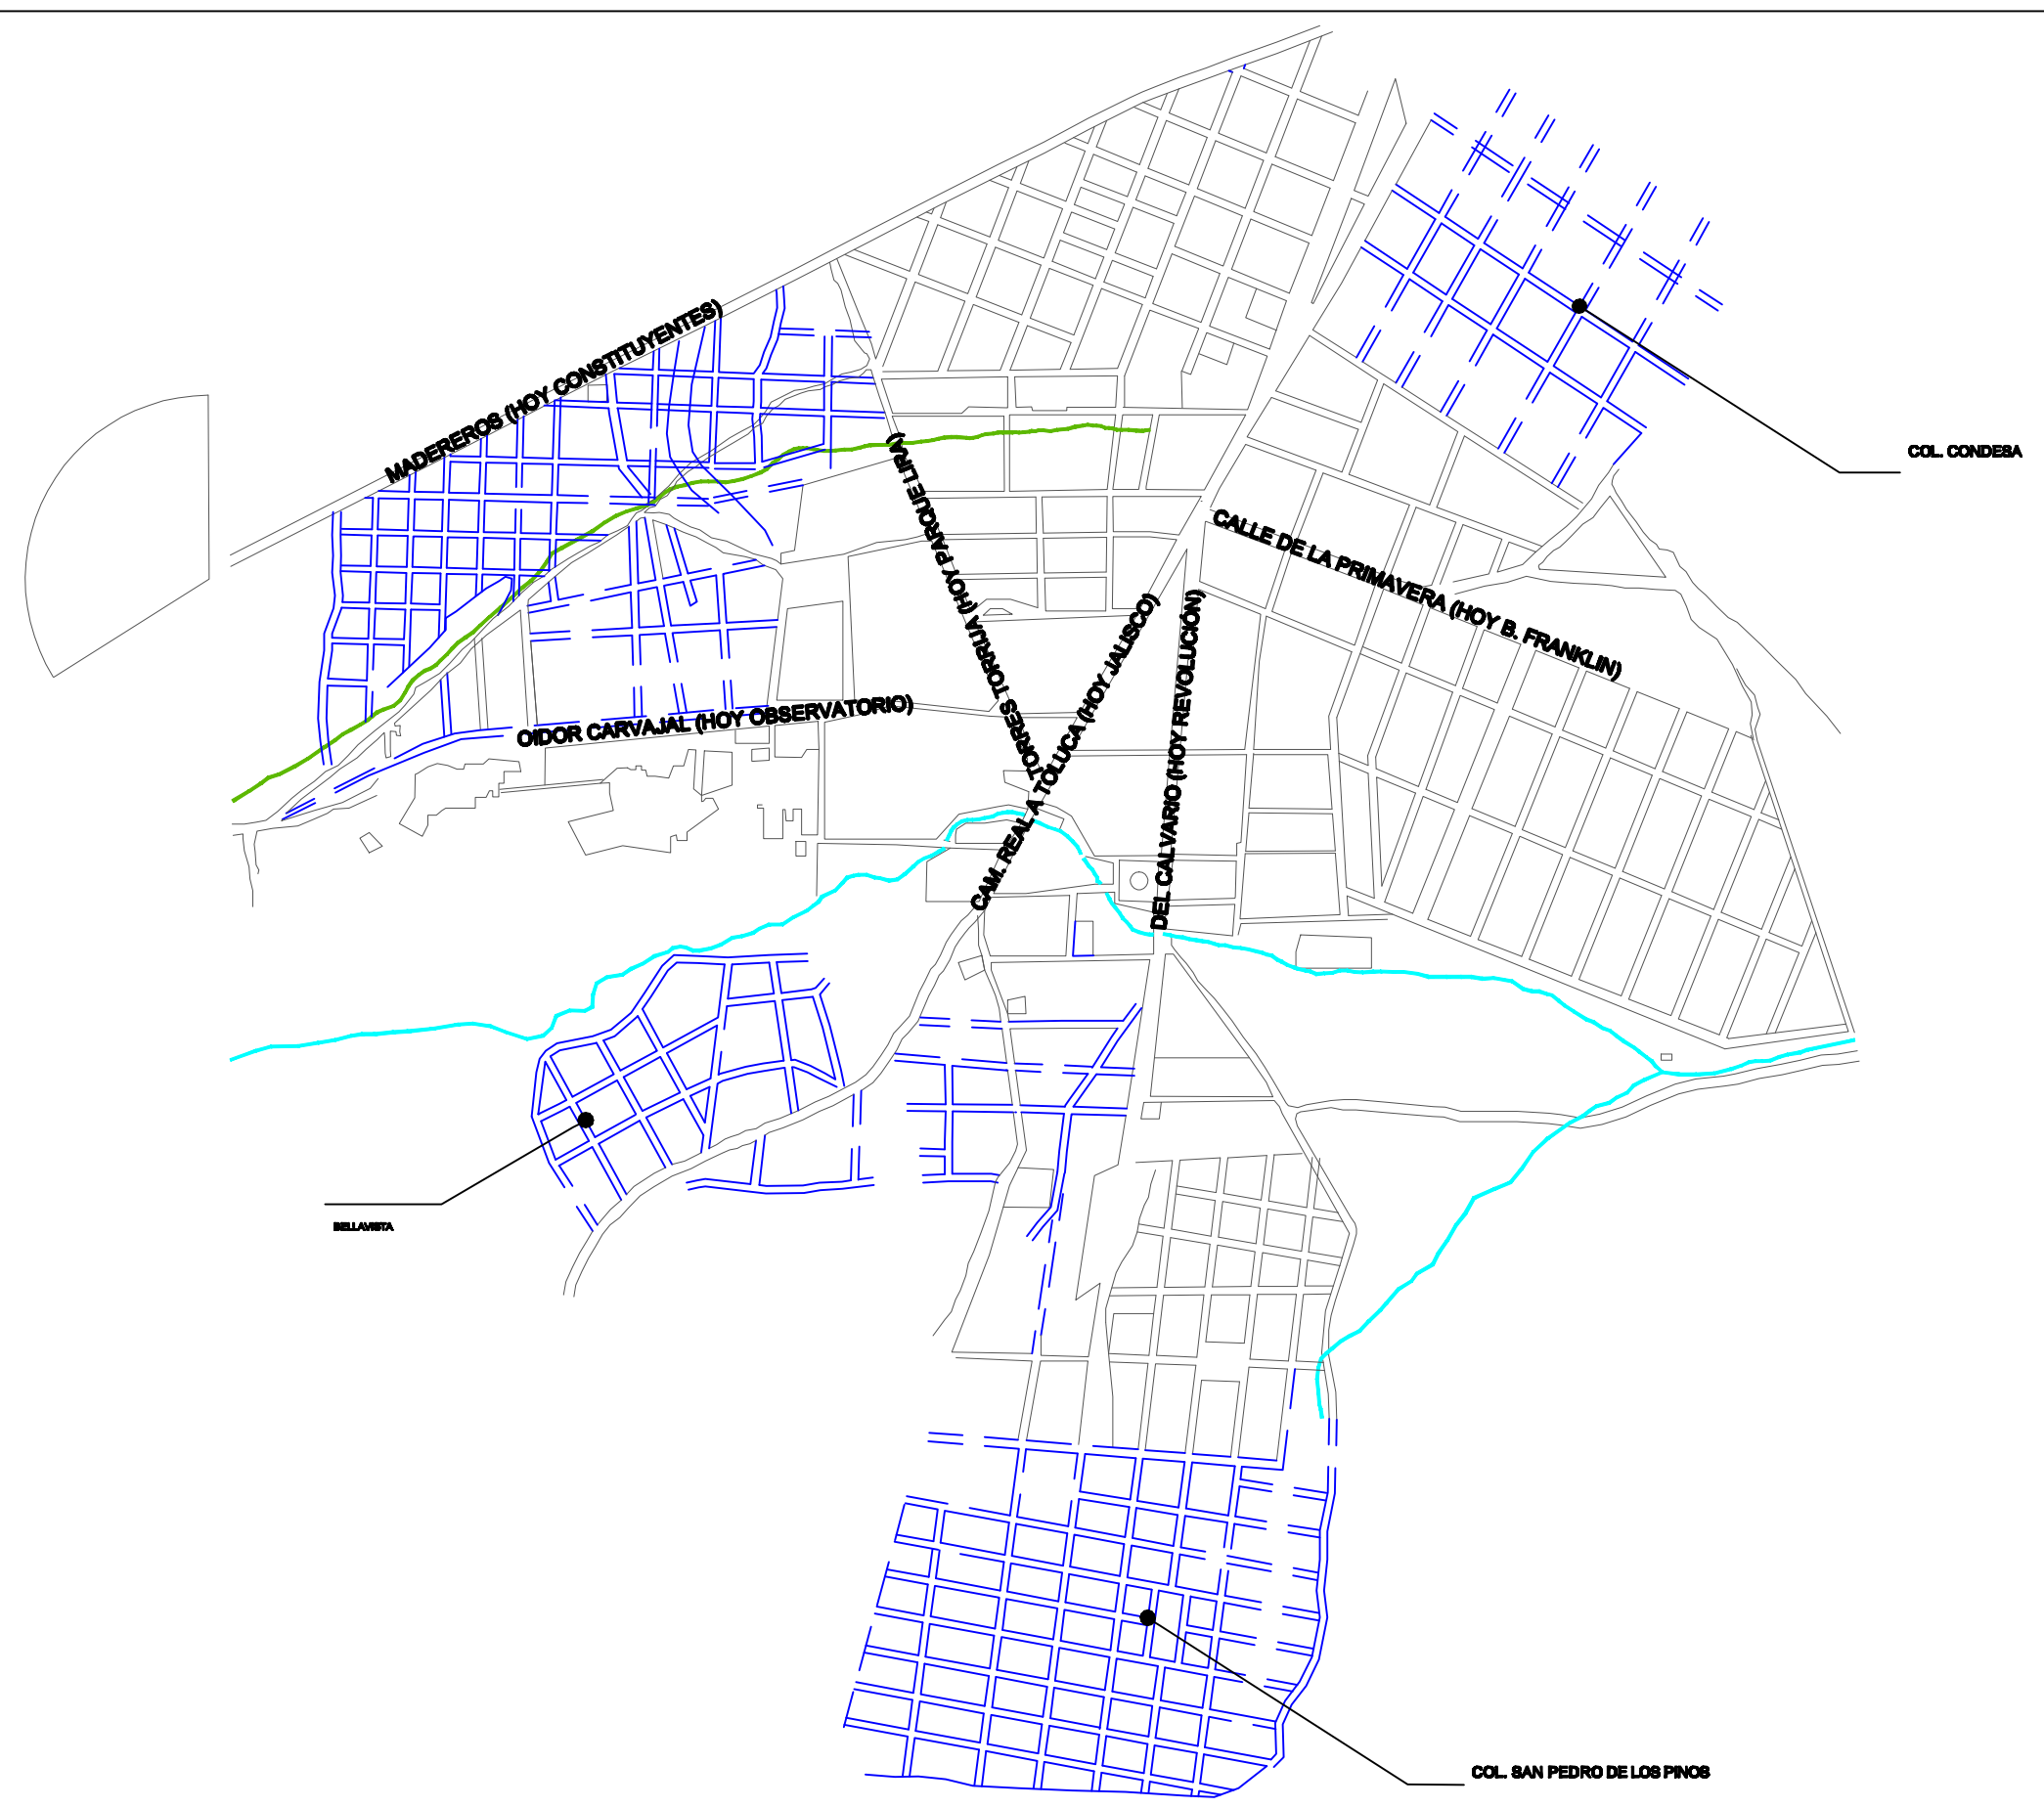 MADEREROS (HOY CONSTITUYENTES)
COL. CONDESA
TORRES TORRIJA (HOY PARQUE LIRA)
CALLE DE LA PRIMAVERA (HOY B. FRANKLIN)
OIDOR CARVAJAL (HOY OBSERVATORIO)
CAM. REAL A TOLUCA (HOY JALISCO)
DEL CALVARIO (HOY REVOLUCIÓN)
BELLAVISTA
COL. SAN PEDRO DE LOS PINOS